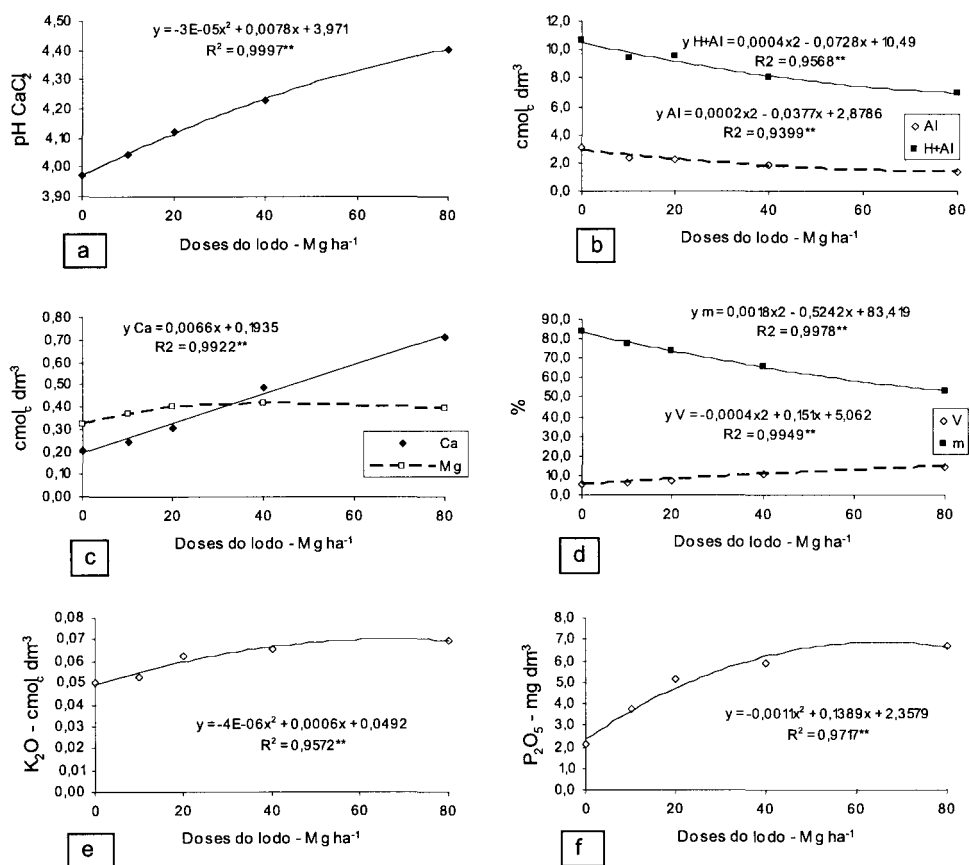 y = -3E-05x² + 0,0078x + 3,971
R² = 0,9997**
4,50
4,40
4,30
4,20
4,10
4,00
3,90
pH CaCl₂
0 20 40 60 80
Doses do lodo - Mg ha⁻¹
a
y H+Al = 0,0004x2 - 0,0728x + 10,49
R2 = 0,9568**
y Al = 0,0002x2 - 0,0377x + 2,8786
R2 = 0,9399**
12,0
10,0
8,0
6,0
4,0
2,0
0,0
cmol꜀ dm³
Al
H+Al
0 20 40 60 80
Doses do lodo - Mg ha⁻¹
b
y Ca = 0,0066x + 0,1935
R2 = 0,9922**
0,80
0,70
0,60
0,50
0,40
0,30
0,20
0,10
0,00
cmol꜀ dm³
Ca
Mg
0 20 40 60 80
Doses do lodo - Mg ha⁻¹
c
y m = 0,0018x2 - 0,5242x + 83,419
R2 = 0,9978**
y V = -0,0004x2 + 0,151x + 5,062
R2 = 0,9949**
90,0
80,0
70,0
60,0
50,0
40,0
30,0
20,0
10,0
0,0
%
V
m
0 20 40 60 80
Doses do lodo - Mg ha⁻¹
d
0,08
0,07
0,06
0,05
0,04
0,03
0,02
0,01
0,00
K₂O - cmol꜀ dm³
y = -4E-06x² + 0,0006x + 0,0492
R² = 0,9572**
0 20 40 60 80
Doses do lodo - Mg ha⁻¹
e
8,0
7,0
6,0
5,0
4,0
3,0
2,0
1,0
0,0
P₂O₅ - mg dm³
y = -0,0011x² + 0,1389x + 2,3579
R² = 0,9717**
0 20 40 60 80
Doses do lodo - Mg ha⁻¹
f